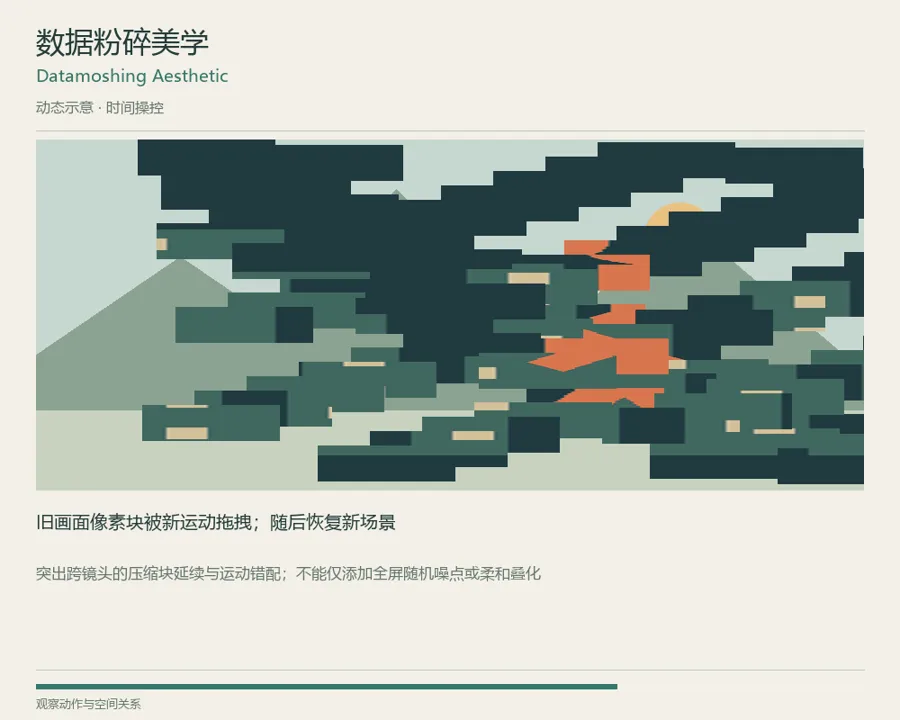 数据粉碎美学
Datamoshing Aesthetic
动态示意 · 时间操控
旧画面像素块被新运动拖拽；随后恢复新场景
突出跨镜头的压缩块延续与运动错配；不能仅添加全屏随机噪点或柔和叠化
观察动作与空间关系